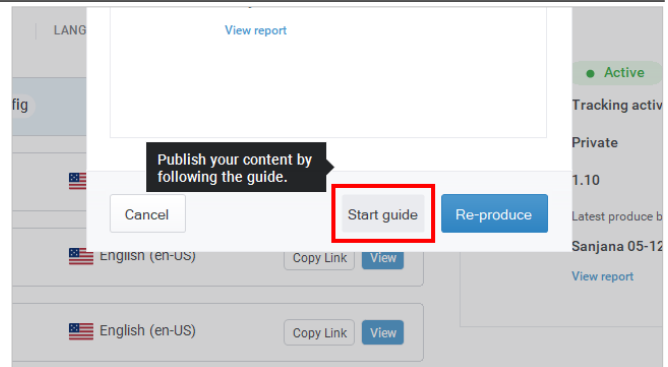 LANG
View report
Active
fig
Tracking activ
Publish your content by
following the guide.
Private
1.10
Cancel
Start guide
Re-produce
Latest produce b
English (en-US)
Copy Link
View
Sanjana 05-12
View report
English (en-US)
Copy Link
View